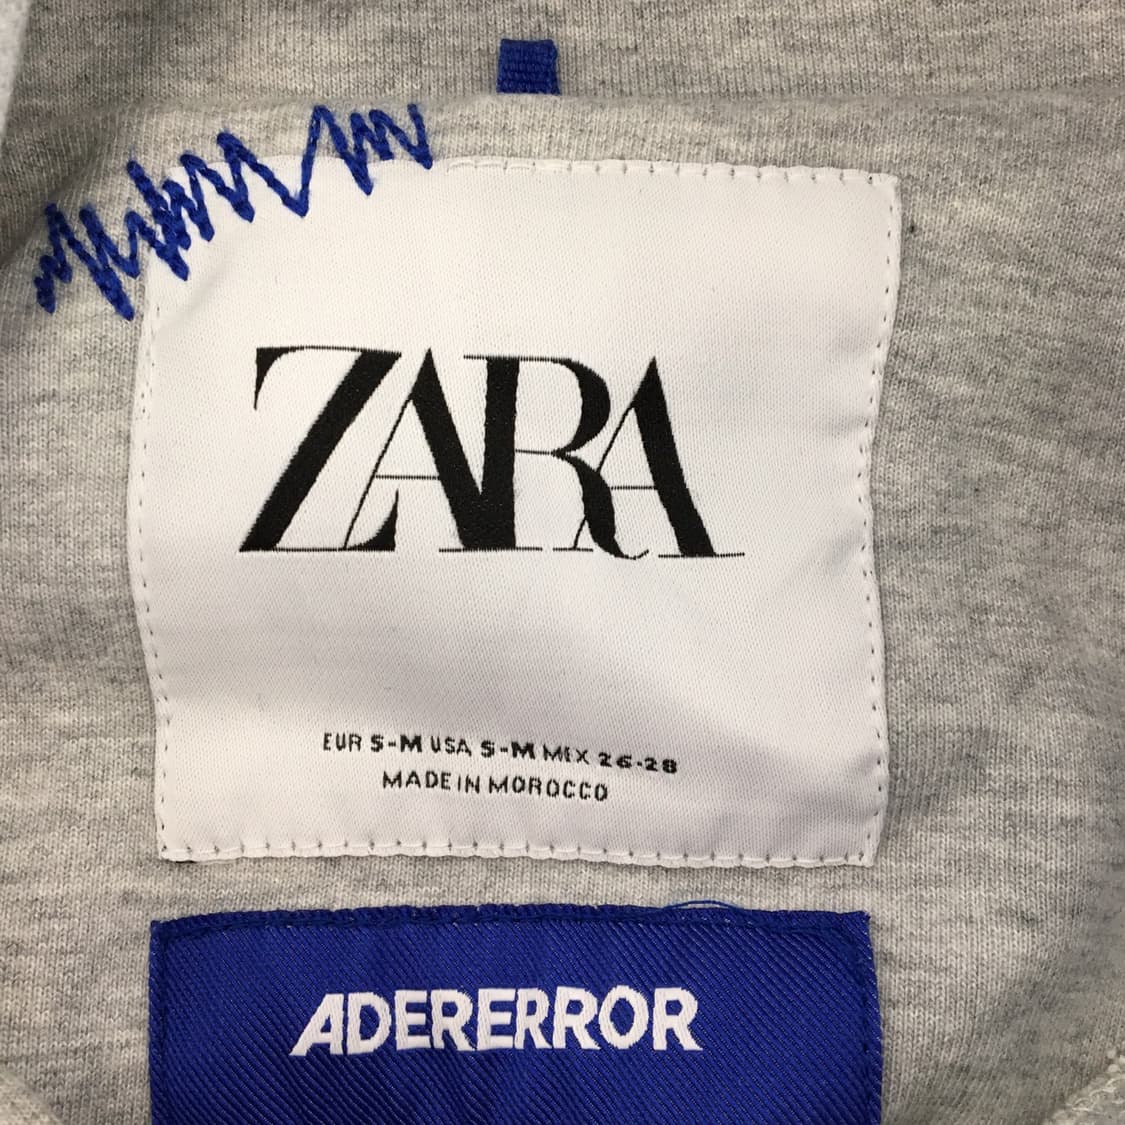 ZARA
EUR S-M USA S-M MEX 26-28
MADE IN MOROCCO
ADERERROR